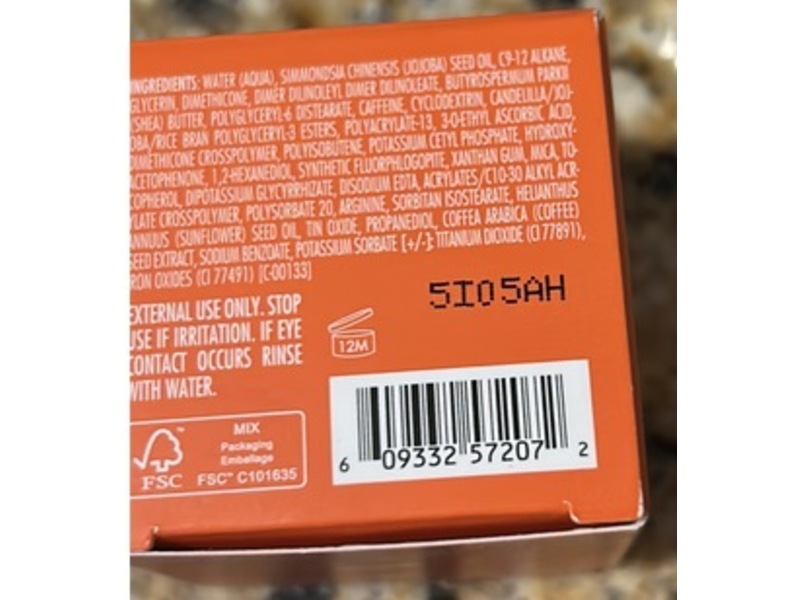 INGREDIENTS: WATER (AQUA), SIMMONDSIA CHINENSIS (JOJOBA) SEED OIL, C9-12 ALKANE,
GLYCERIN, DIMETHICONE, DIMER DILINOLEYL DIMER DILINOLEATE, BUTYROSPERMUM PARKII
(SHEA) BUTTER, POLYGLYCERYL-6 DISTEARATE, CAFFEINE, CYCLODEXTRIN, CANDELILLA/JOJ-
OBA/RICE BRAN POLYGLYCERYL-3 ESTERS, POLYACRYLATE-13, 3-O-ETHYL ASCORBIC ACID,
DIMETHICONE CROSSPOLYMER, POLYISOBUTENE, POTASSIUM CETYL PHOSPHATE, HYDROXY-
ACETOPHENONE, 1,2-HEXANEDIOL, SYNTHETIC FLUORPHLOGOPITE, XANTHAN GUM, MICA, TO-
COPHEROL, DIPOTASSIUM GLYCYRRHIZATE, DISODIUM EDTA, ACRYLATES/C10-30 ALKYL ACR-
YLATE CROSSPOLYMER, POLYSORBATE 20, ARGININE, SORBITAN ISOSTEARATE, HELIANTHUS
ANNUUS (SUNFLOWER) SEED OIL, TIN OXIDE, PROPANEDIOL, COFFEA ARABICA (COFFEE)
SEED EXTRACT, SODIUM BENZOATE, POTASSIUM SORBATE [+/-]: TITANIUM DIOXIDE (CI 77891),
IRON OXIDES (CI 77491) [C-00133]
5I05AH
EXTERNAL USE ONLY. STOP
USE IF IRRITATION. IF EYE
CONTACT OCCURS RINSE
WITH WATER.
12M
MIX
Packaging
Emballage
FSC
FSC™ C101635
6 09332 57207 2